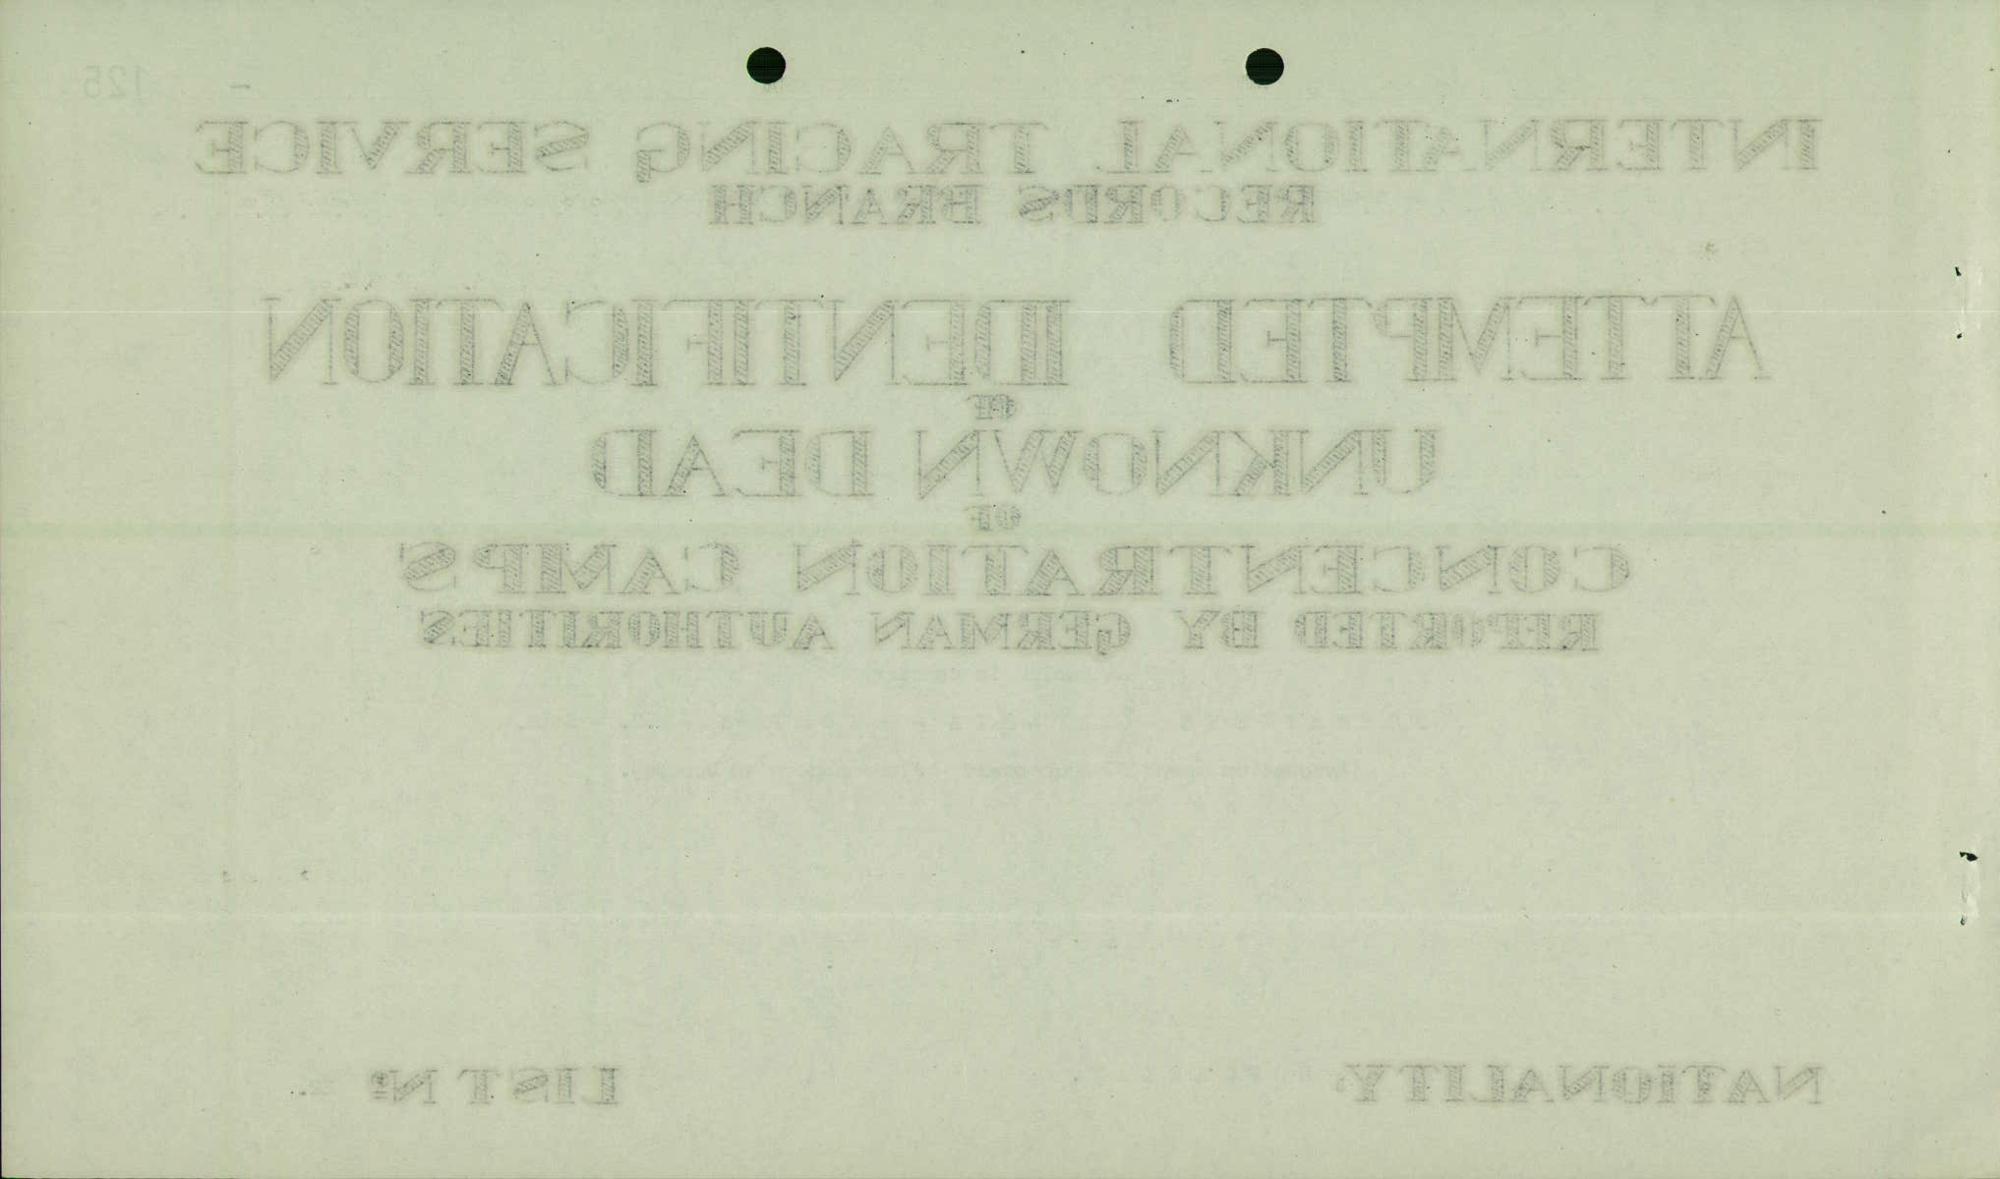 125
INTERNATIONAL TRACING SERVICE
RECORDS BRANCH
ATTEMPTED IDENTIFICATION
OF
UNKNOWN DEAD
OF
CONCENTRATION CAMPS
REPORTED BY GERMAN AUTHORITIES
NATIONALITY: LIST Nº